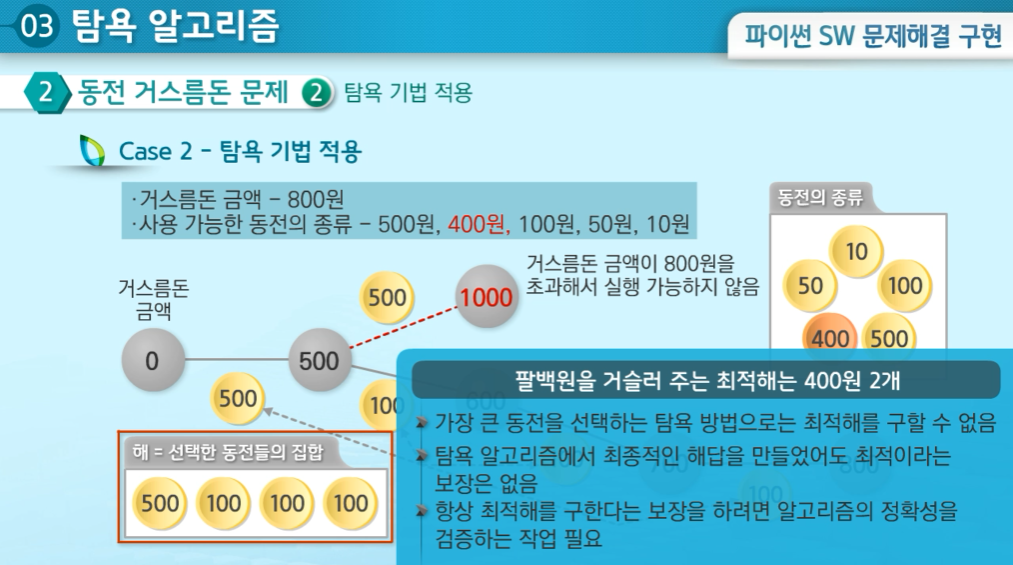 03 탐욕 알고리즘
파이썬 SW 문제해결 구현
2 동전 거스름돈 문제 2 탐욕 기법 적용
Case 2 - 탐욕 기법 적용
·거스름돈 금액 - 800원
·사용 가능한 동전의 종류 - 500원, 400원, 100원, 50원, 10원
동전의 종류
10
50
100
400
500
거스름돈
금액
0
500
500
1000
거스름돈 금액이 800원을
초과해서 실행 가능하지 않음
500
100
600
700
800
100
해 = 선택한 동전들의 집합
500 100 100 100
팔백원을 거슬러 주는 최적해는 400원 2개
가장 큰 동전을 선택하는 탐욕 방법으로는 최적해를 구할 수 없음
탐욕 알고리즘에서 최종적인 해답을 만들었어도 최적이라는
보장은 없음
항상 최적해를 구한다는 보장을 하려면 알고리즘의 정확성을
검증하는 작업 필요